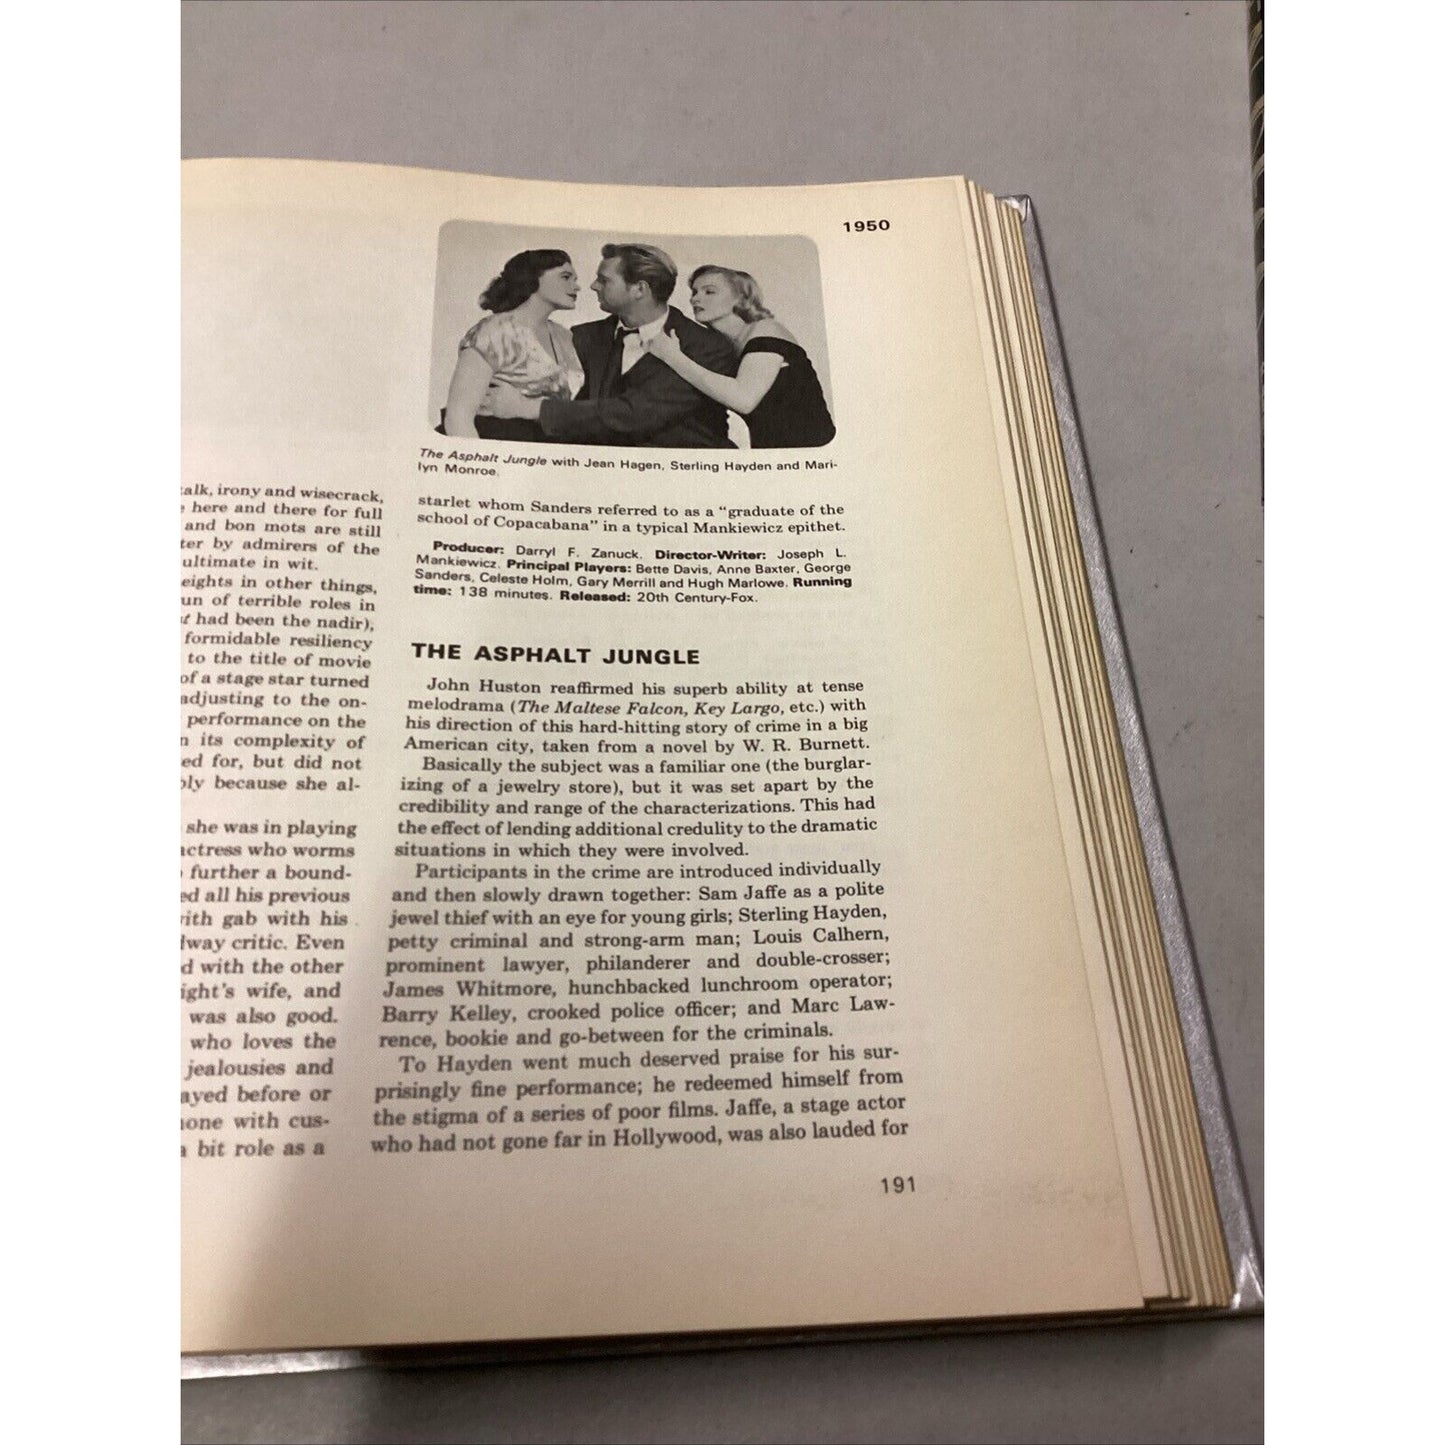 1950
The Asphalt Jungle with Jean Hagen, Sterling Hayden and Mari-
lyn Monroe.
talk, irony and wisecrack,
here and there for full
and bon mots are still
by admirers of the
ultimate in wit.
in other things,
of terrible roles in
had been the nadir),
formidable resiliency
to the title of movie
of a stage star turned
adjusting to the on-
performance on the
its complexity of
for, but did not
because she al-
she was in playing
actress who worms
further a bound-
all his previous
with gab with his
critic. Even
with the other
wife, and
was also good.
who loves the
jealousies and
before or
with cus-
bit role as a
starlet whom Sanders referred to as a "graduate of the
school of Copacabana" in a typical Mankiewicz epithet.
Producer: Darryl F. Zanuck. Director-Writer: Joseph L.
Mankiewicz. Principal Players: Bette Davis, Anne Baxter, George
Sanders, Celeste Holm, Gary Merrill and Hugh Marlowe. Running
time: 138 minutes. Released: 20th Century-Fox.
THE ASPHALT JUNGLE
John Huston reaffirmed his superb ability at tense
melodrama (The Maltese Falcon, Key Largo, etc.) with
his direction of this hard-hitting story of crime in a big
American city, taken from a novel by W. R. Burnett.
Basically the subject was a familiar one (the burglar-
izing of a jewelry store), but it was set apart by the
credibility and range of the characterizations. This had
the effect of lending additional credulity to the dramatic
situations in which they were involved.
Participants in the crime are introduced individually
and then slowly drawn together: Sam Jaffe as a polite
jewel thief with an eye for young girls; Sterling Hayden,
petty criminal and strong-arm man; Louis Calhern,
prominent lawyer, philanderer and double-crosser;
James Whitmore, hunchbacked lunchroom operator;
Barry Kelley, crooked police officer; and Marc Law-
rence, bookie and go-between for the criminals.
To Hayden went much deserved praise for his sur-
prisingly fine performance; he redeemed himself from
the stigma of a series of poor films. Jaffe, a stage actor
who had not gone far in Hollywood, was also lauded for
191